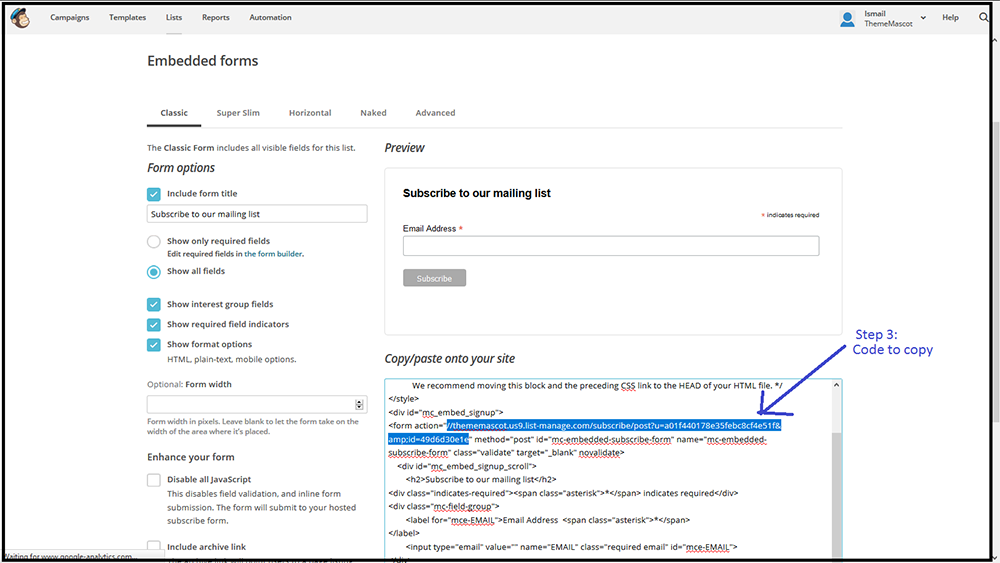 Campaigns Templates Lists Reports Automation Ismail ThemeMascot Help
Embedded forms
Classic Super Slim Horizontal Naked Advanced
The Classic Form includes all visible fields for this list.
Form options
Include form title
Subscribe to our mailing list
Show only required fields
Edit required fields in the form builder.
Show all fields
Show interest group fields
Show required field indicators
Show format options
HTML, plain-text, mobile options.
Optional: Form width
Form width in pixels. Leave blank to let the form take on
the width of the area where it's placed.
Enhance your form
Disable all JavaScript
This disables field validation, and inline form
submission. The form will submit to your hosted
subscribe form.
Include archive link
Waiting for www.google-analytics.com...
Preview
Subscribe to our mailing list
* indicates required
Email Address *
Subscribe
Step 3:
Code to copy
Copy/paste onto your site
We recommend moving this block and the preceding CSS link to the HEAD of your HTML file. */
</style>
<div id="mc_embed_signup">
<form action="//thememascot.us9.list-manage.com/subscribe/post?u=a01f440178e35febc8cf4e51f&
amp;id=49d6d30e1e" method="post" id="mc-embedded-subscribe-form" name="mc-embedded-
subscribe-form" class="validate" target="_blank" novalidate>
<div id="mc_embed_signup_scroll">
<h2>Subscribe to our mailing list</h2>
<div class="indicates-required"><span class="asterisk">*</span> indicates required</div>
<div class="mc-field-group">
<label for="mce-EMAIL">Email Address <span class="asterisk">*</span>
</label>
<input type="email" value="" name="EMAIL" class="required email" id="mce-EMAIL">